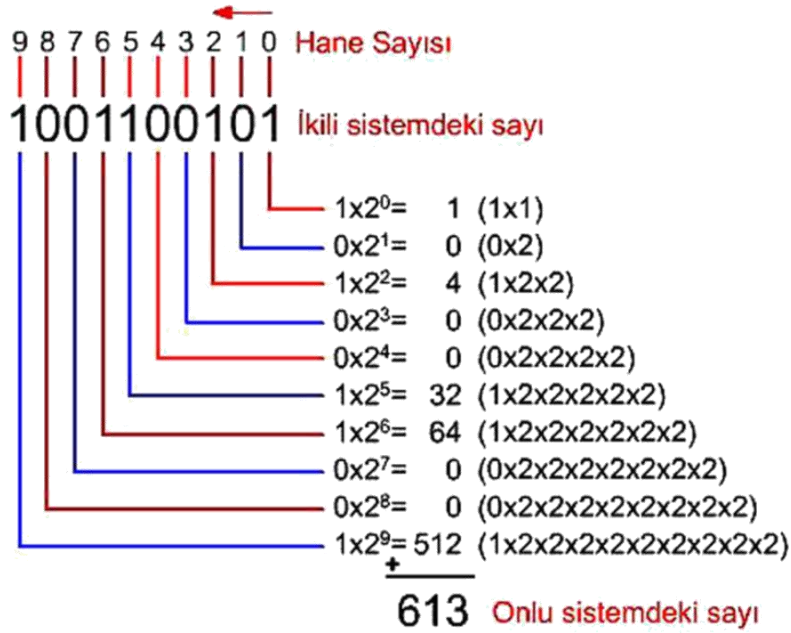 9 8 7 6 5 4 3 2 1 0 Hane Sayısı
1001100101 İkili sistemdeki sayı
1x2⁰= 1 (1x1)
0x2¹= 0 (0x2)
1x2²= 4 (1x2x2)
0x2³= 0 (0x2x2x2)
0x2⁴= 0 (0x2x2x2x2)
1x2⁵= 32 (1x2x2x2x2x2)
1x2⁶= 64 (1x2x2x2x2x2x2)
0x2⁷= 0 (0x2x2x2x2x2x2x2)
0x2⁸= 0 (0x2x2x2x2x2x2x2x2)
1x2⁹= 512 (1x2x2x2x2x2x2x2x2x2)
+
613 Onlu sistemdeki sayı